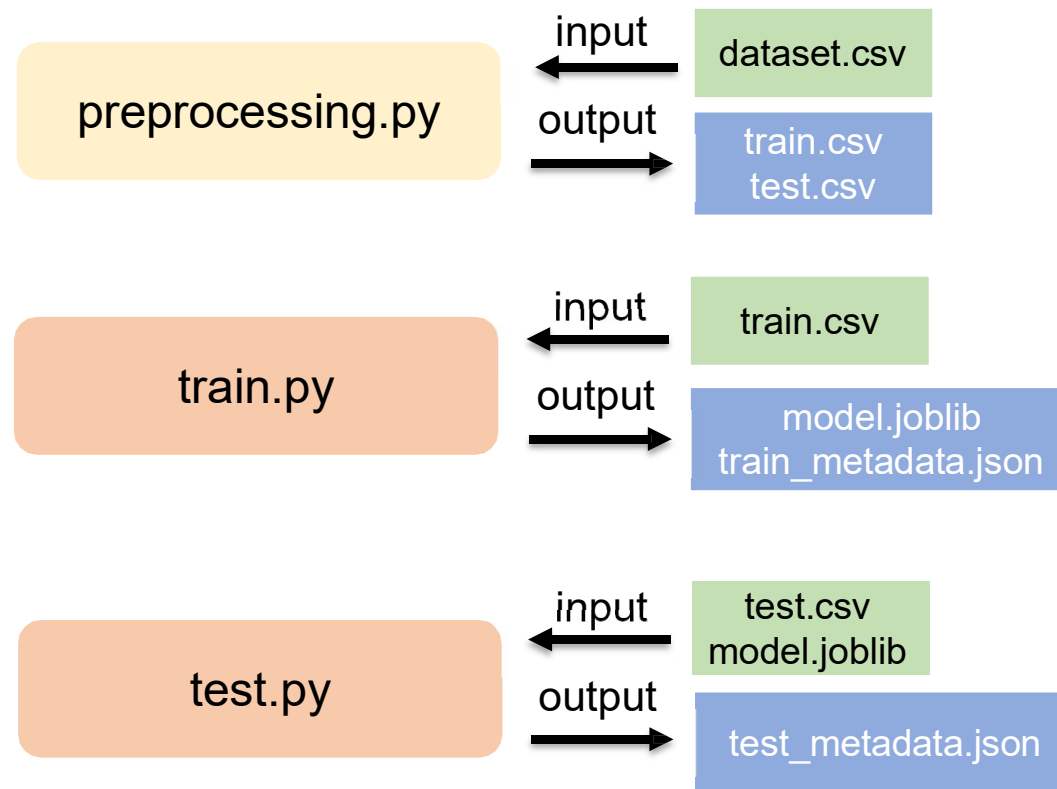 input
dataset.csv
preprocessing.py
output
train.csv
test.csv
input
train.csv
train.py
output
model.joblib
train_metadata.json
input
test.csv
model.joblib
test.py
output
test_metadata.json